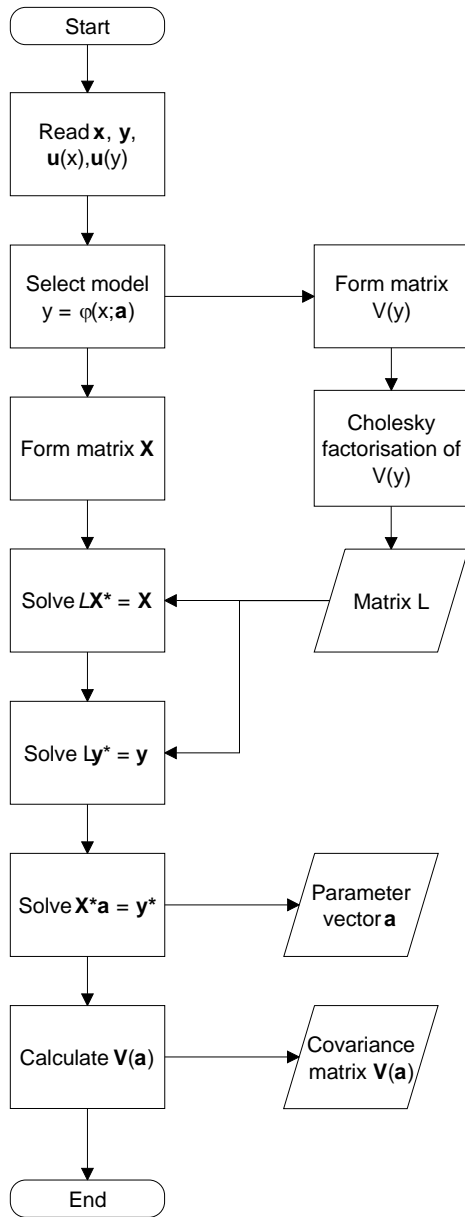 Start
Read x, y,
u(x),u(y)
Select model
y = φ(x;a)
Form matrix
V(y)
Form matrix X
Cholesky
factorisation of
V(y)
Solve LX* = X
Matrix L
Solve Ly* = y
Solve X*a = y*
Parameter
vector a
Calculate V(a)
Covariance
matrix V(a)
End